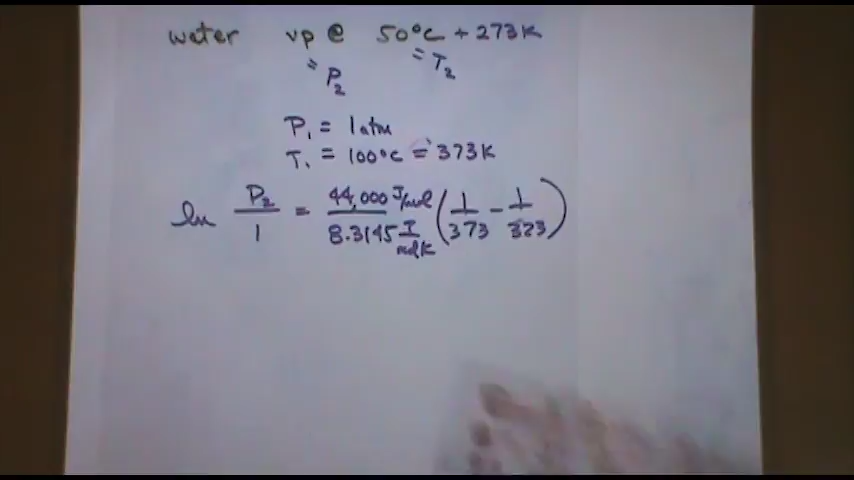 water vp @ 50°C + 273K
= P₂ = T₂
P₁ = 1 atm
T₁ = 100°C = 373K
ln P₂/1 = 44,000 J/mol / 8.3145 J/mol K (1/373 - 1/323)